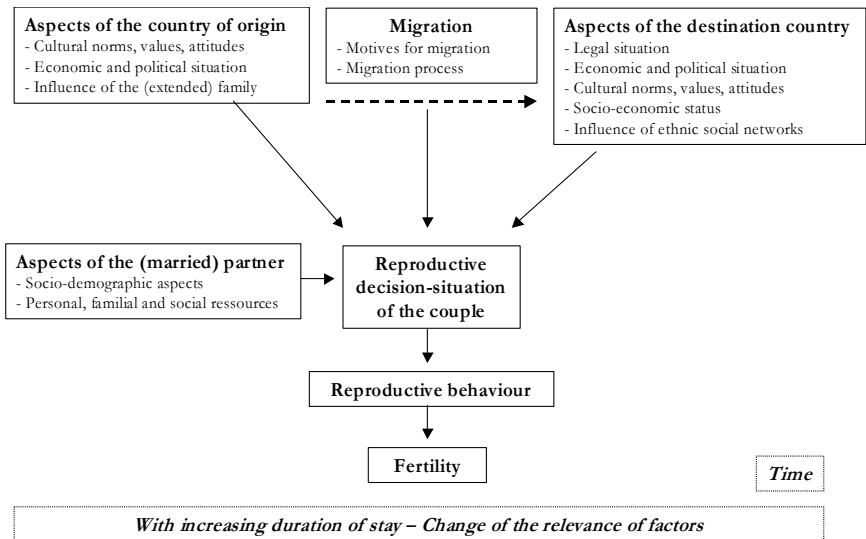 Aspects of the country of origin
- Cultural norms, values, attitudes
- Economic and political situation
- Influence of the (extended) family
Migration
- Motives for migration
- Migration process
Aspects of the destination country
- Legal situation
- Economic and political situation
- Cultural norms, values, attitudes
- Socio-economic status
- Influence of ethnic social networks
Aspects of the (married) partner
- Socio-demographic aspects
- Personal, familial and social ressources
Reproductive
decision-situation
of the couple
Reproductive behaviour
Fertility
Time
With increasing duration of stay – Change of the relevance of factors